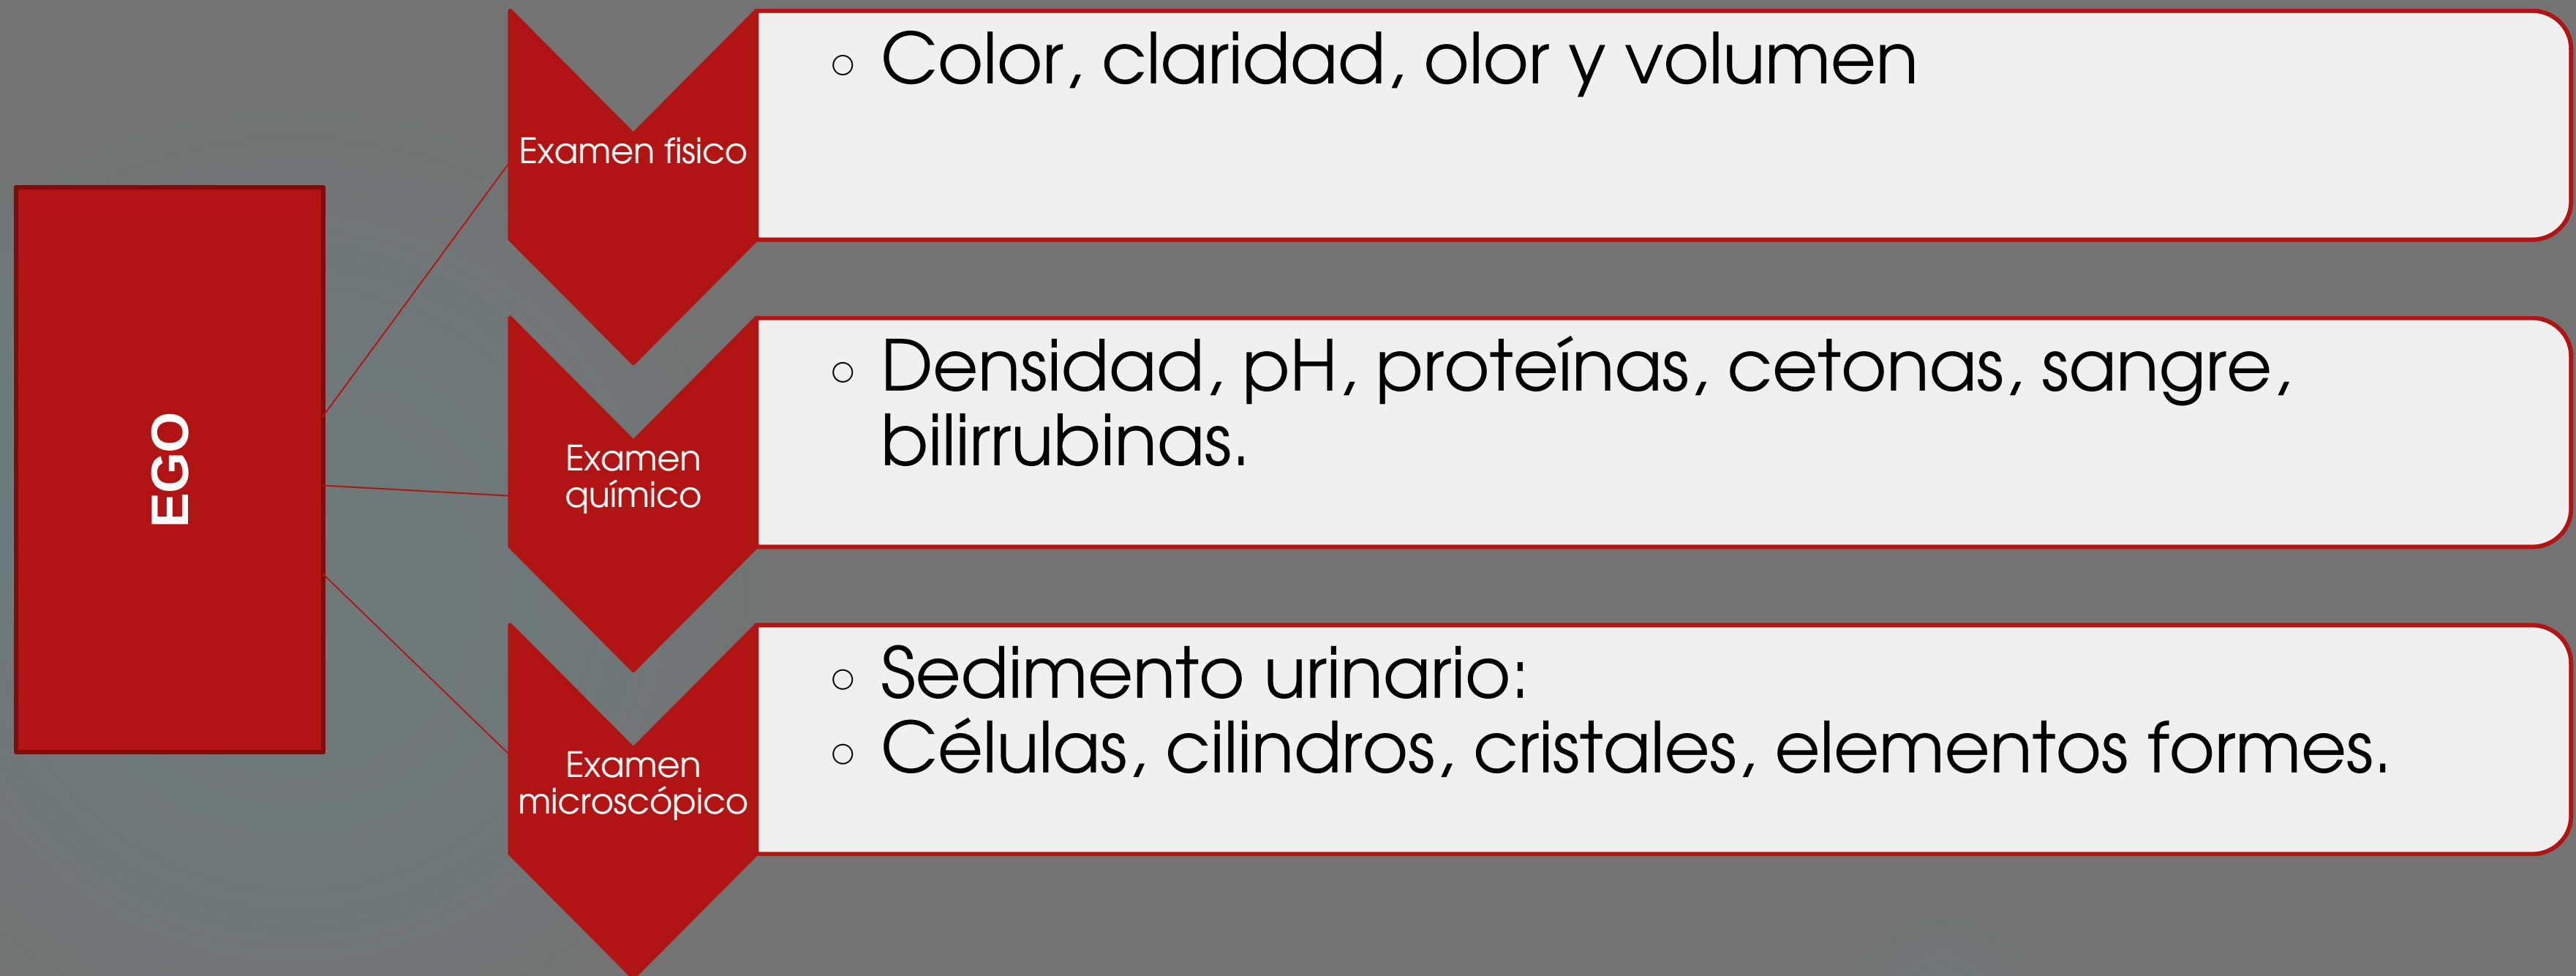 EGO
Examen fisico
○ Color, claridad, olor y volumen
Examen
químico
○ Densidad, pH, proteínas, cetonas, sangre,
bilirrubinas.
Examen
microscópico
○ Sedimento urinario:
○ Células, cilindros, cristales, elementos formes.